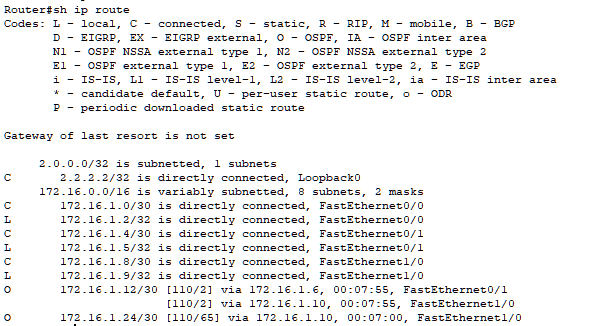 Router#sh ip route
Codes: L - local, C - connected, S - static, R - RIP, M - mobile, B - BGP
       D - EIGRP, EX - EIGRP external, O - OSPF, IA - OSPF inter area
       N1 - OSPF NSSA external type 1, N2 - OSPF NSSA external type 2
       E1 - OSPF external type 1, E2 - OSPF external type 2, E - EGP
       i - IS-IS, L1 - IS-IS level-1, L2 - IS-IS level-2, ia - IS-IS inter area
       * - candidate default, U - per-user static route, o - ODR
       P - periodic downloaded static route

Gateway of last resort is not set

     2.0.0.0/32 is subnetted, 1 subnets
C       2.2.2.2/32 is directly connected, Loopback0
     172.16.0.0/16 is variably subnetted, 8 subnets, 2 masks
C       172.16.1.0/30 is directly connected, FastEthernet0/0
L       172.16.1.2/32 is directly connected, FastEthernet0/0
C       172.16.1.4/30 is directly connected, FastEthernet0/1
L       172.16.1.5/32 is directly connected, FastEthernet0/1
C       172.16.1.8/30 is directly connected, FastEthernet1/0
L       172.16.1.9/32 is directly connected, FastEthernet1/0
O       172.16.1.12/30 [110/2] via 172.16.1.6, 00:07:55, FastEthernet0/1
                       [110/2] via 172.16.1.10, 00:07:55, FastEthernet1/0
O       172.16.1.24/30 [110/65] via 172.16.1.10, 00:07:00, FastEthernet1/0